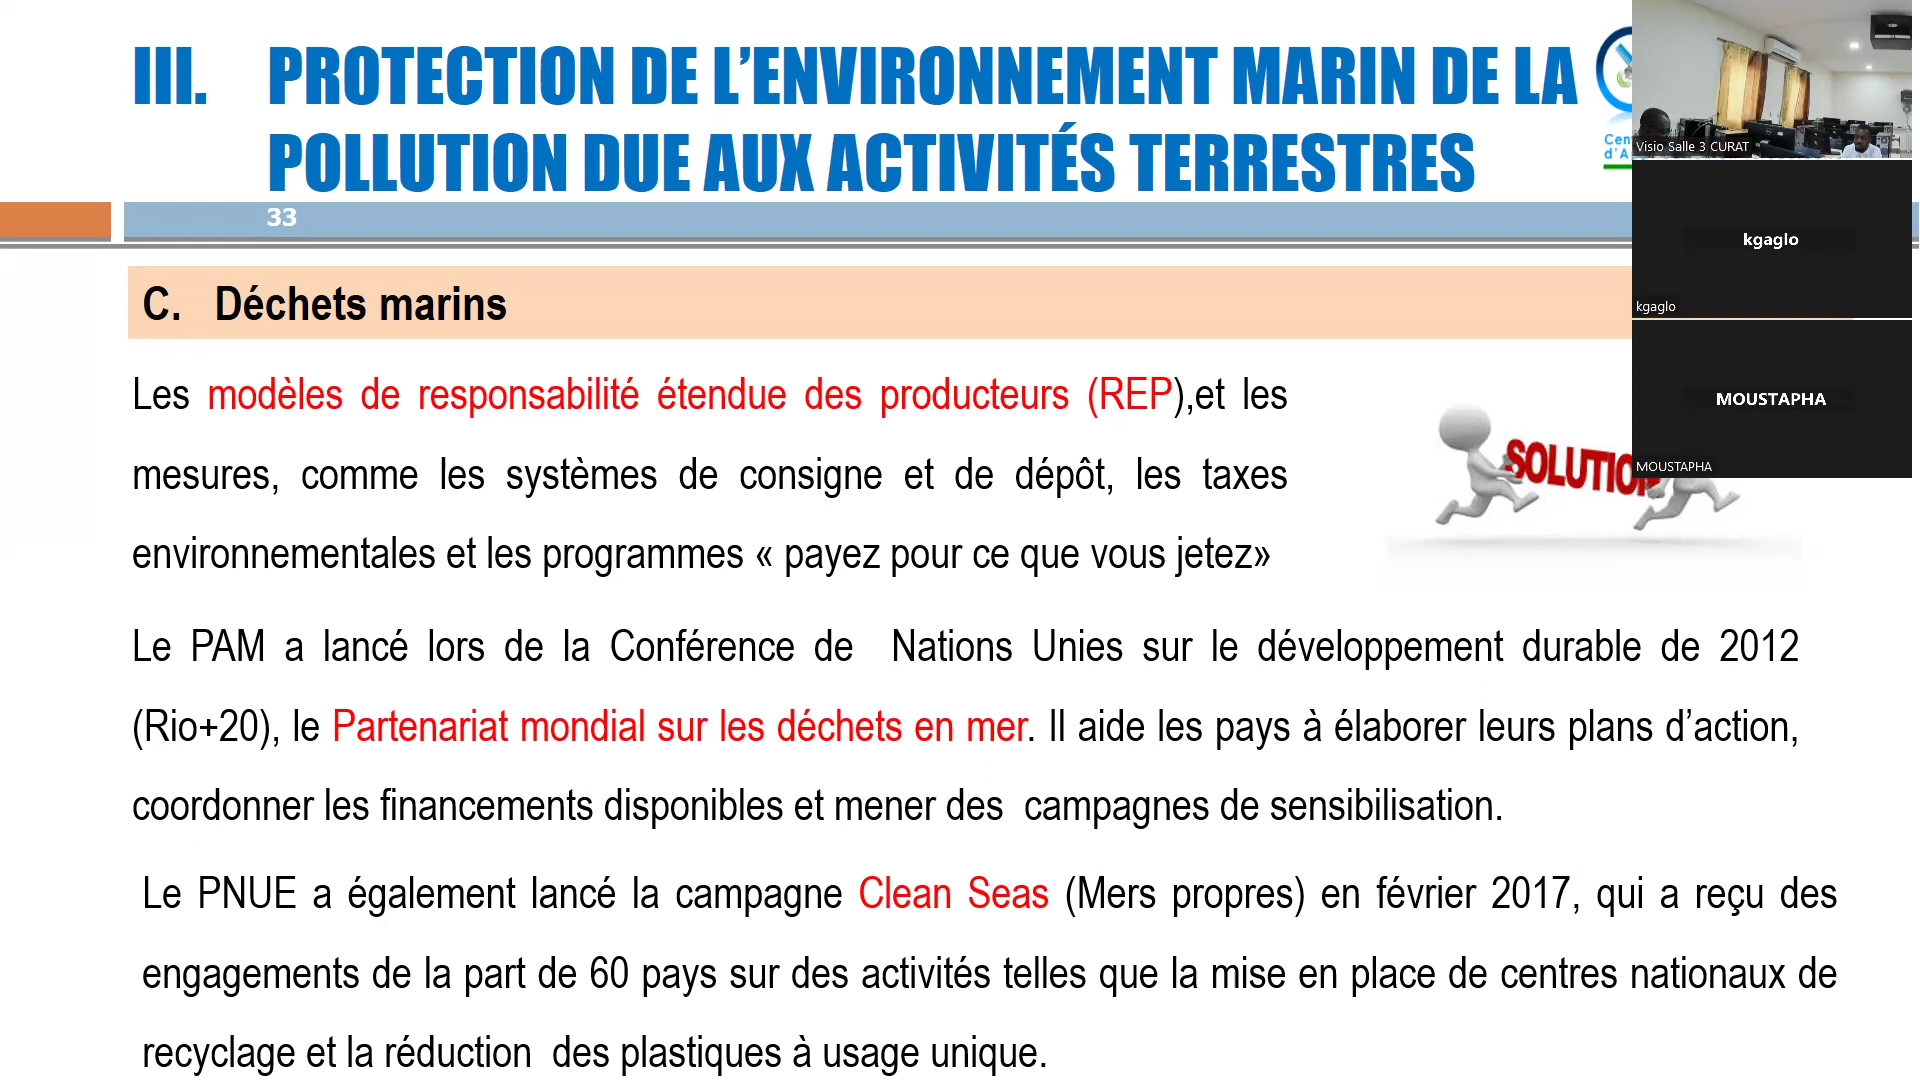 III. PROTECTION DE L’ENVIRONNEMENT MARIN DE LA
POLLUTION DUE AUX ACTIVITÉS TERRESTRES
33
C. Déchets marins
Les modèles de responsabilité étendue des producteurs (REP),et les
mesures, comme les systèmes de consigne et de dépôt, les taxes
environnementales et les programmes « payez pour ce que vous jetez»
SOLUTION
Le PAM a lancé lors de la Conférence de Nations Unies sur le développement durable de 2012
(Rio+20), le Partenariat mondial sur les déchets en mer. Il aide les pays à élaborer leurs plans d’action,
coordonner les financements disponibles et mener des campagnes de sensibilisation.
Le PNUE a également lancé la campagne Clean Seas (Mers propres) en février 2017, qui a reçu des
engagements de la part de 60 pays sur des activités telles que la mise en place de centres nationaux de
recyclage et la réduction des plastiques à usage unique.
Visio Salle 3 CURAT
kgaglo
kgaglo
MOUSTAPHA
MOUSTAPHA